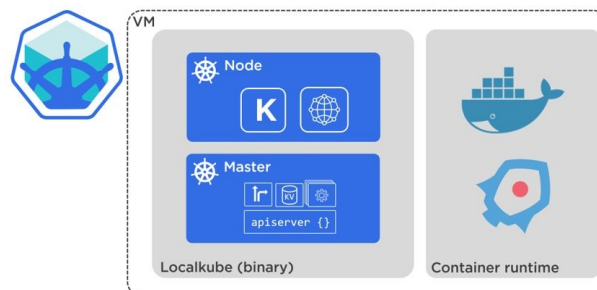 VM
Node
K
Master
KV
apiserver {}
Localkube (binary)
Container runtime